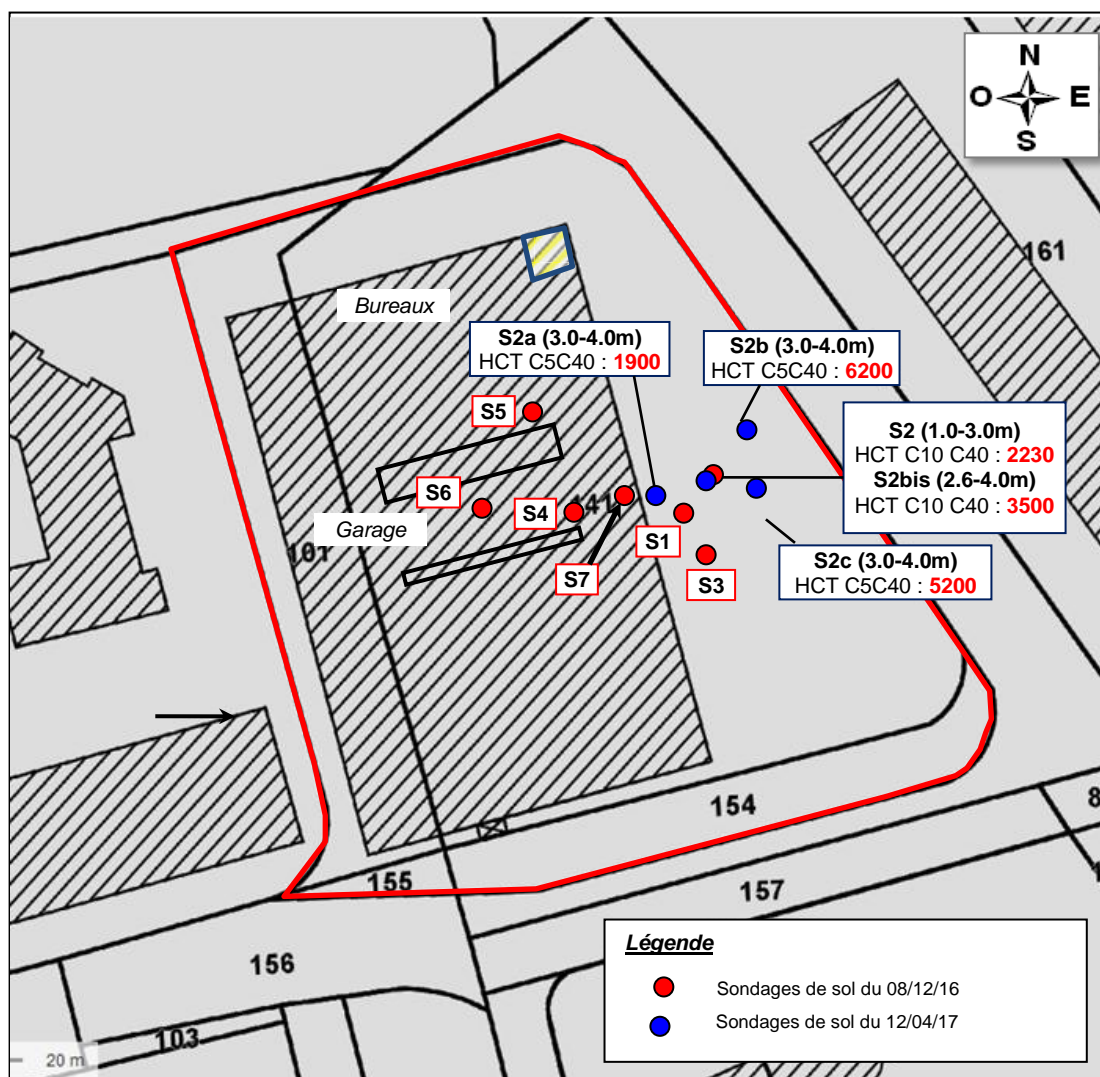 N
O E
S
161
Bureaux
S2a (3.0-4.0m)
HCT C5C40 : 1900
S2b (3.0-4.0m)
HCT C5C40 : 6200
S5
S2 (1.0-3.0m)
HCT C10 C40 : 2230
S2bis (2.6-4.0m)
HCT C10 C40 : 3500
S6
S4
141
Garage
101
S1
S7
S3
S2c (3.0-4.0m)
HCT C5C40 : 5200
154
155
157
156
103
20 m
Légende
Sondages de sol du 08/12/16
Sondages de sol du 12/04/17